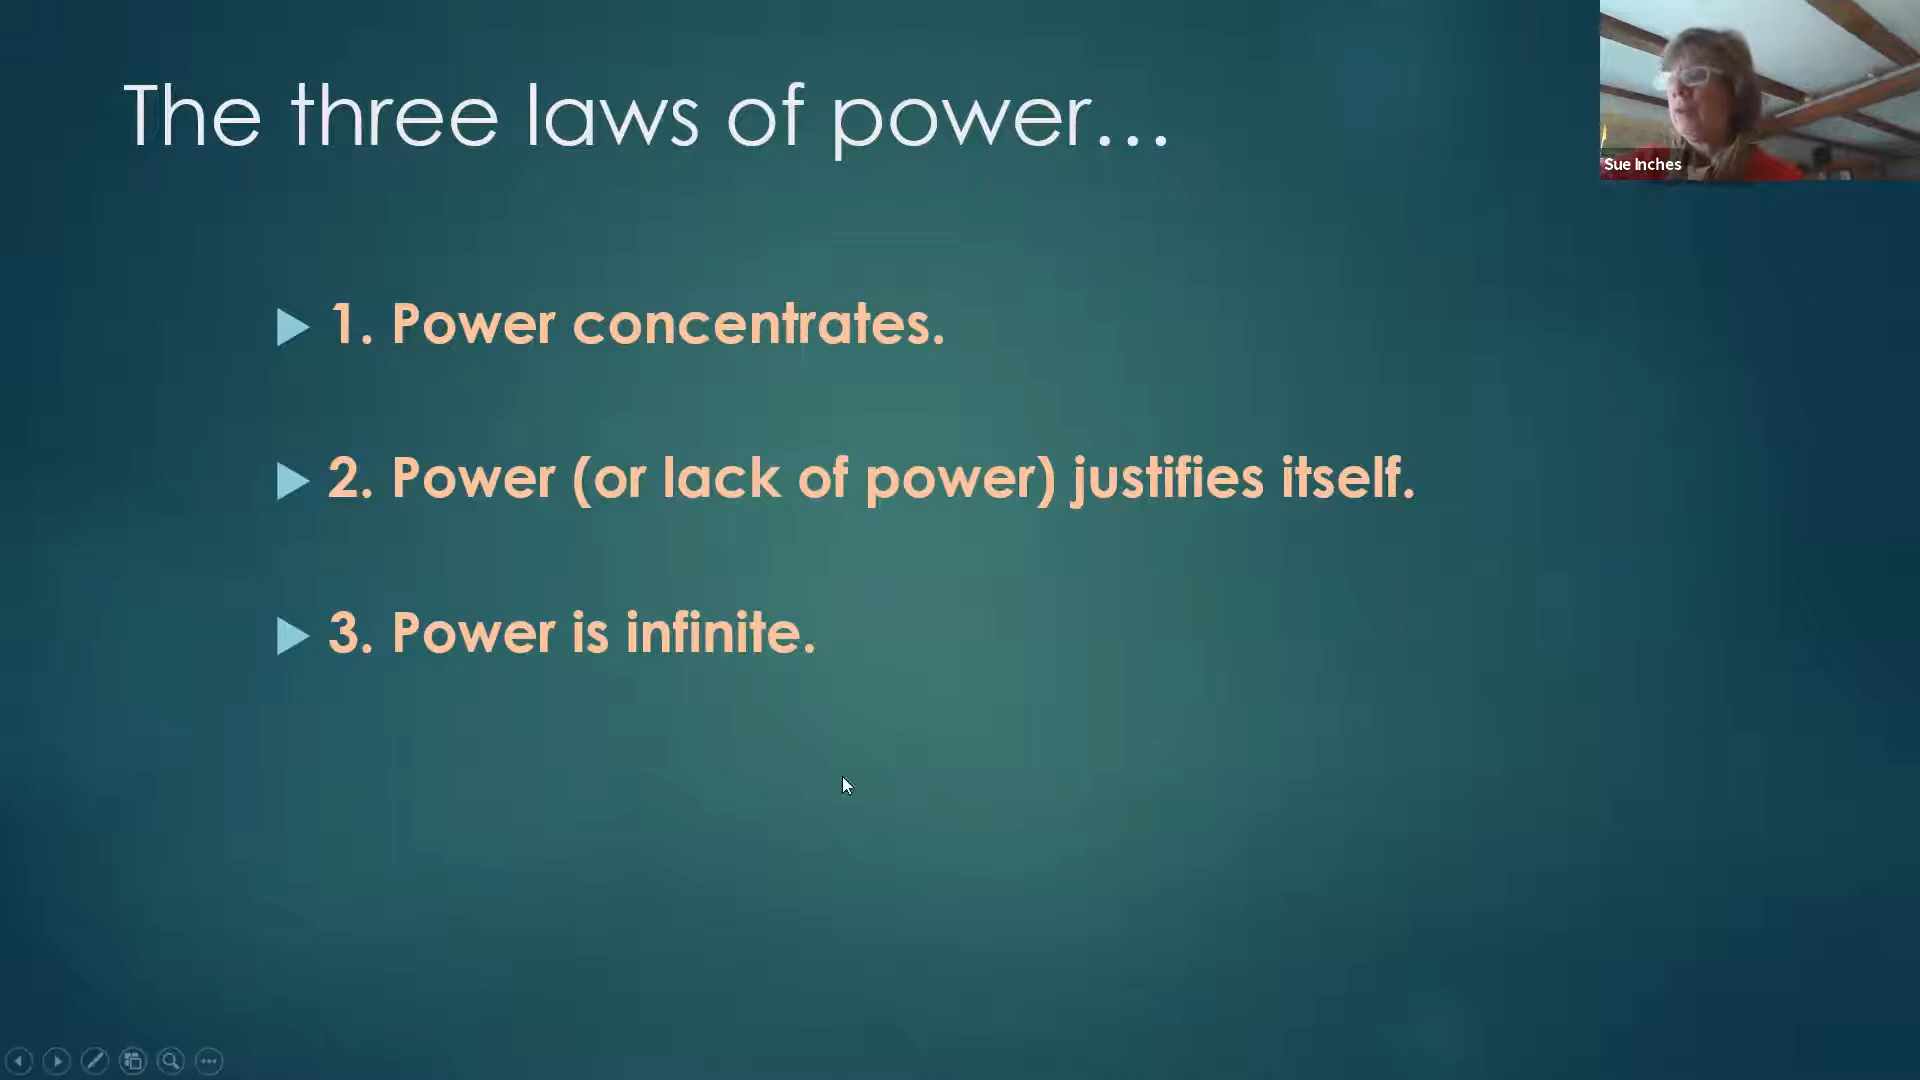 The three laws of power...
Sue Inches
1. Power concentrates.
2. Power (or lack of power) justifies itself.
3. Power is infinite.